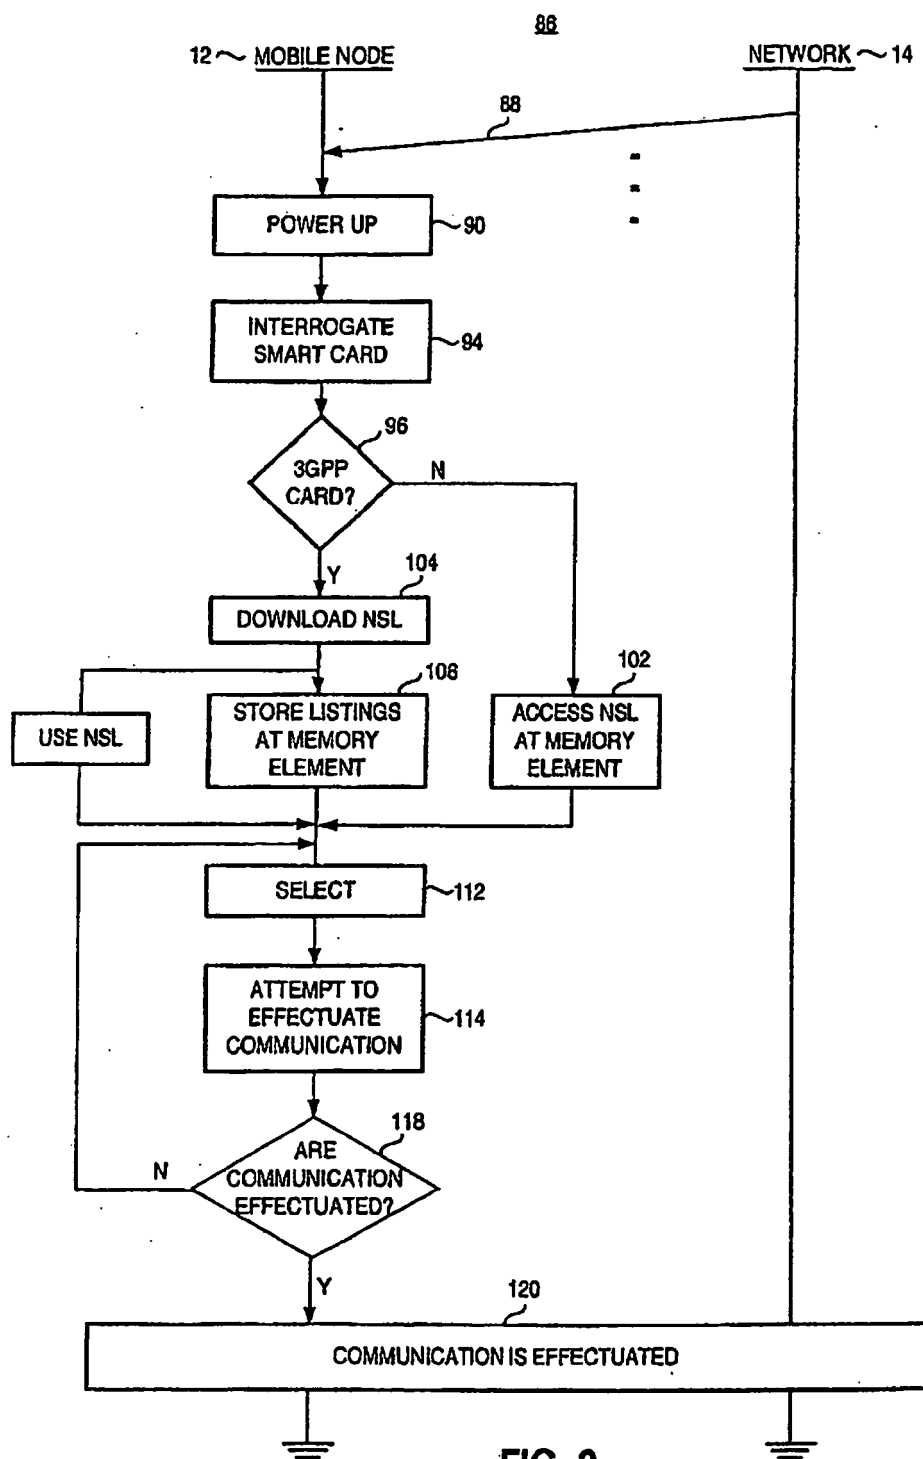 86
12 MOBILE NODE
NETWORK 14
88
POWER UP
90
INTERROGATE
SMART CARD
94
96
3GPP
CARD?
N
Y
104
DOWNLOAD NSL
108
102
USE NSL
STORE LISTINGS
AT MEMORY
ELEMENT
ACCESS NSL
AT MEMORY
ELEMENT
SELECT
112
ATTEMPT TO
EFFECTUATE
COMMUNICATION
114
118
ARE
COMMUNICATION
EFFECTUATED?
N
Y
120
COMMUNICATION IS EFFECTUATED
FIG.